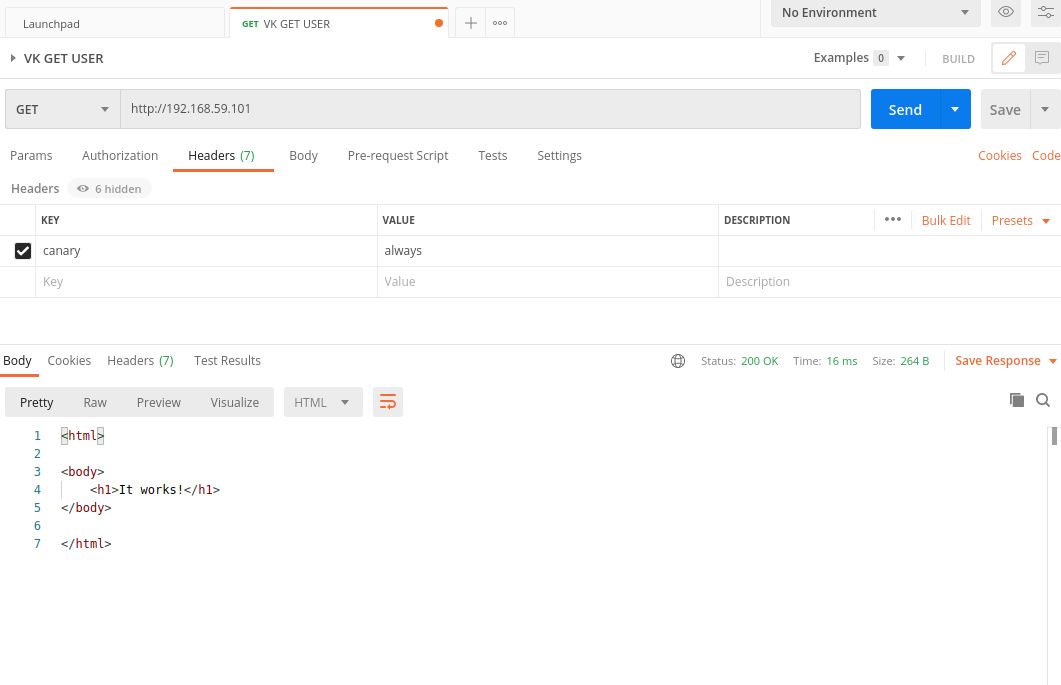 Launchpad GET VK GET USER No Environment
VK GET USER Examples 0 BUILD
GET http://192.168.59.101 Send Save
Params Authorization Headers (7) Body Pre-request Script Tests Settings Cookies Code
Headers 6 hidden
KEY VALUE DESCRIPTION ••• Bulk Edit Presets
canary always
Key Value Description
Body Cookies Headers (7) Test Results Status: 200 OK Time: 16 ms Size: 264 B Save Response
Pretty Raw Preview Visualize HTML
1 <html>
2
3 <body>
4 <h1>It works!</h1>
5 </body>
6
7 </html>